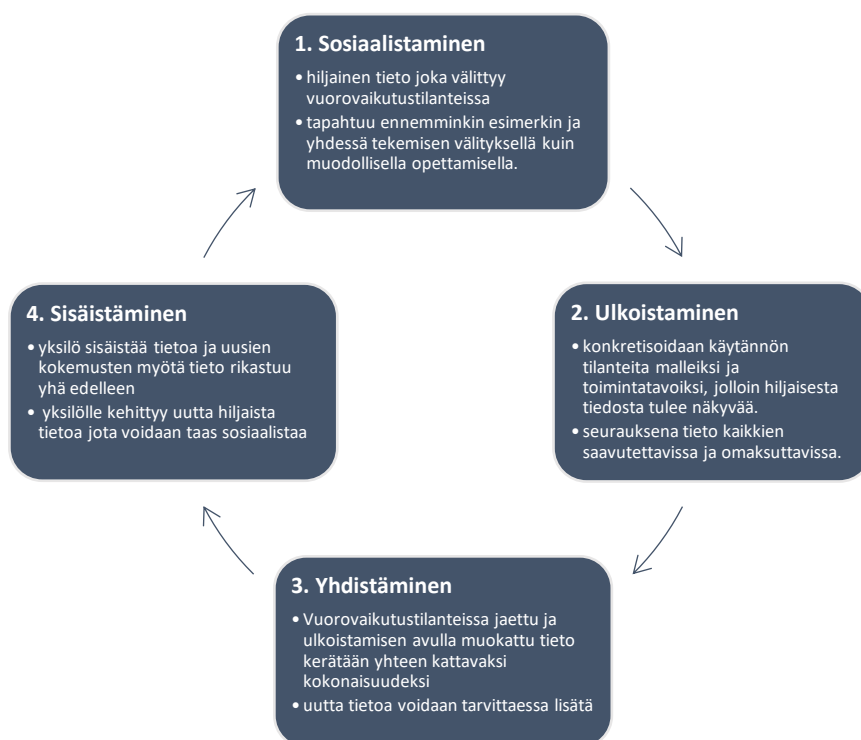 1. Sosiaalistaminen
• hiljainen tieto joka välittyy
vuorovaikutustilanteissa
• tapahtuu ennemminkin esimerkin ja
yhdessä tekemisen välityksellä kuin
muodollisella opettamisella.
2. Ulkoistaminen
• konkretisoidaan käytännön
tilanteita malleiksi ja
toimintatavoiksi, jolloin hiljaisesta
tiedosta tulee näkyvää.
• seurauksena tieto kaikkien
saavutettavissa ja omaksuttavissa.
3. Yhdistäminen
• Vuorovaikutustilanteissa jaettu ja
ulkoistamisen avulla muokattu tieto
kerätään yhteen kattavaksi
kokonaisuudeksi
• uutta tietoa voidaan tarvittaessa lisätä
4. Sisäistäminen
• yksilö sisäistää tietoa ja uusien
kokemusten myötä tieto rikastuu
yhä edelleen
• yksilölle kehittyy uutta hiljaista
tietoa jota voidaan taas sosiaalistaa